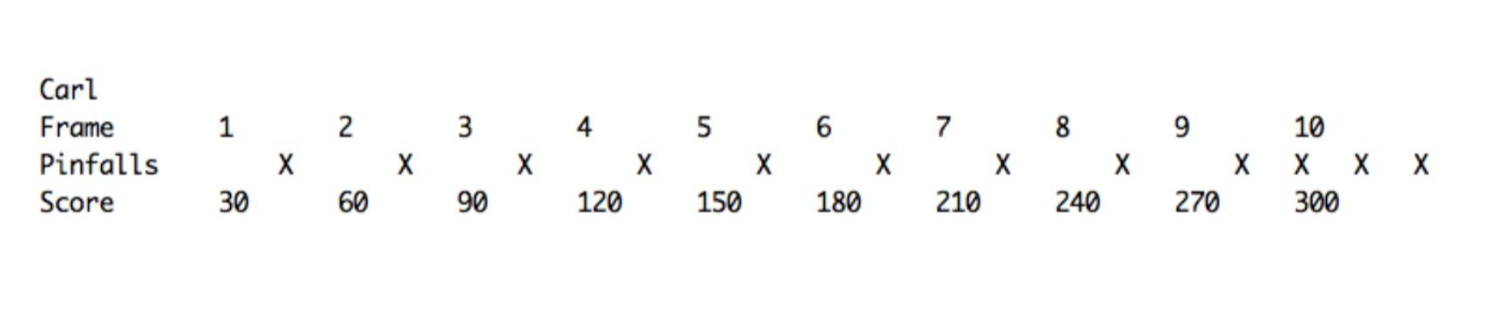 Carl
Frame 1 2 3 4 5 6 7 8 9 10
Pinfalls X X X X X X X X X X X X
Score 30 60 90 120 150 180 210 240 270 300